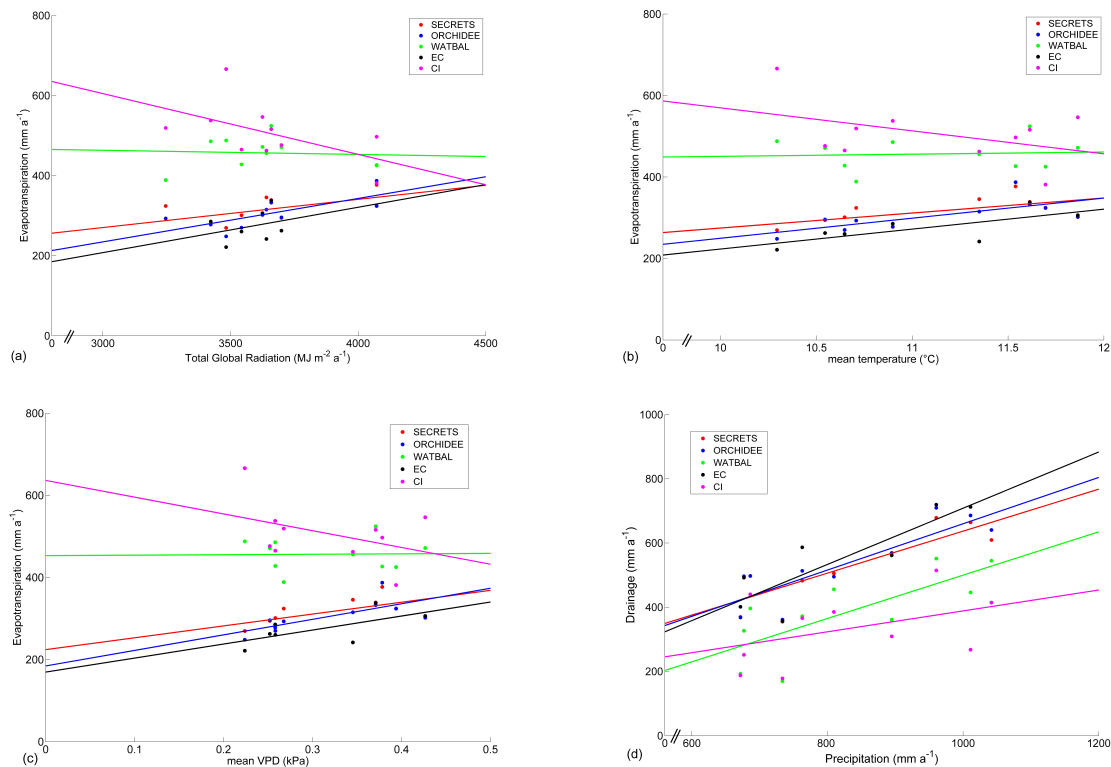 800
600
400
200
0
Evapotranspiration (mm a⁻¹)
SECRETS
ORCHIDEE
WATBAL
EC
CI
0 3000 3500 4000 4500
Total Global Radiation (MJ m⁻² a⁻¹)
(a)
800
600
400
200
0
Evapotranspiration (mm a⁻¹)
SECRETS
ORCHIDEE
WATBAL
EC
CI
0 10 10.5 11 11.5 12
mean temperature (°C)
(b)
800
600
400
200
0
Evapotranspiration (mm a⁻¹)
SECRETS
ORCHIDEE
WATBAL
EC
CI
0 0.1 0.2 0.3 0.4 0.5
mean VPD (kPa)
(c)
1000
800
600
400
200
0
Drainage (mm a⁻¹)
SECRETS
ORCHIDEE
WATBAL
EC
CI
0 600 800 1000 1200
Precipitation (mm a⁻¹)
(d)